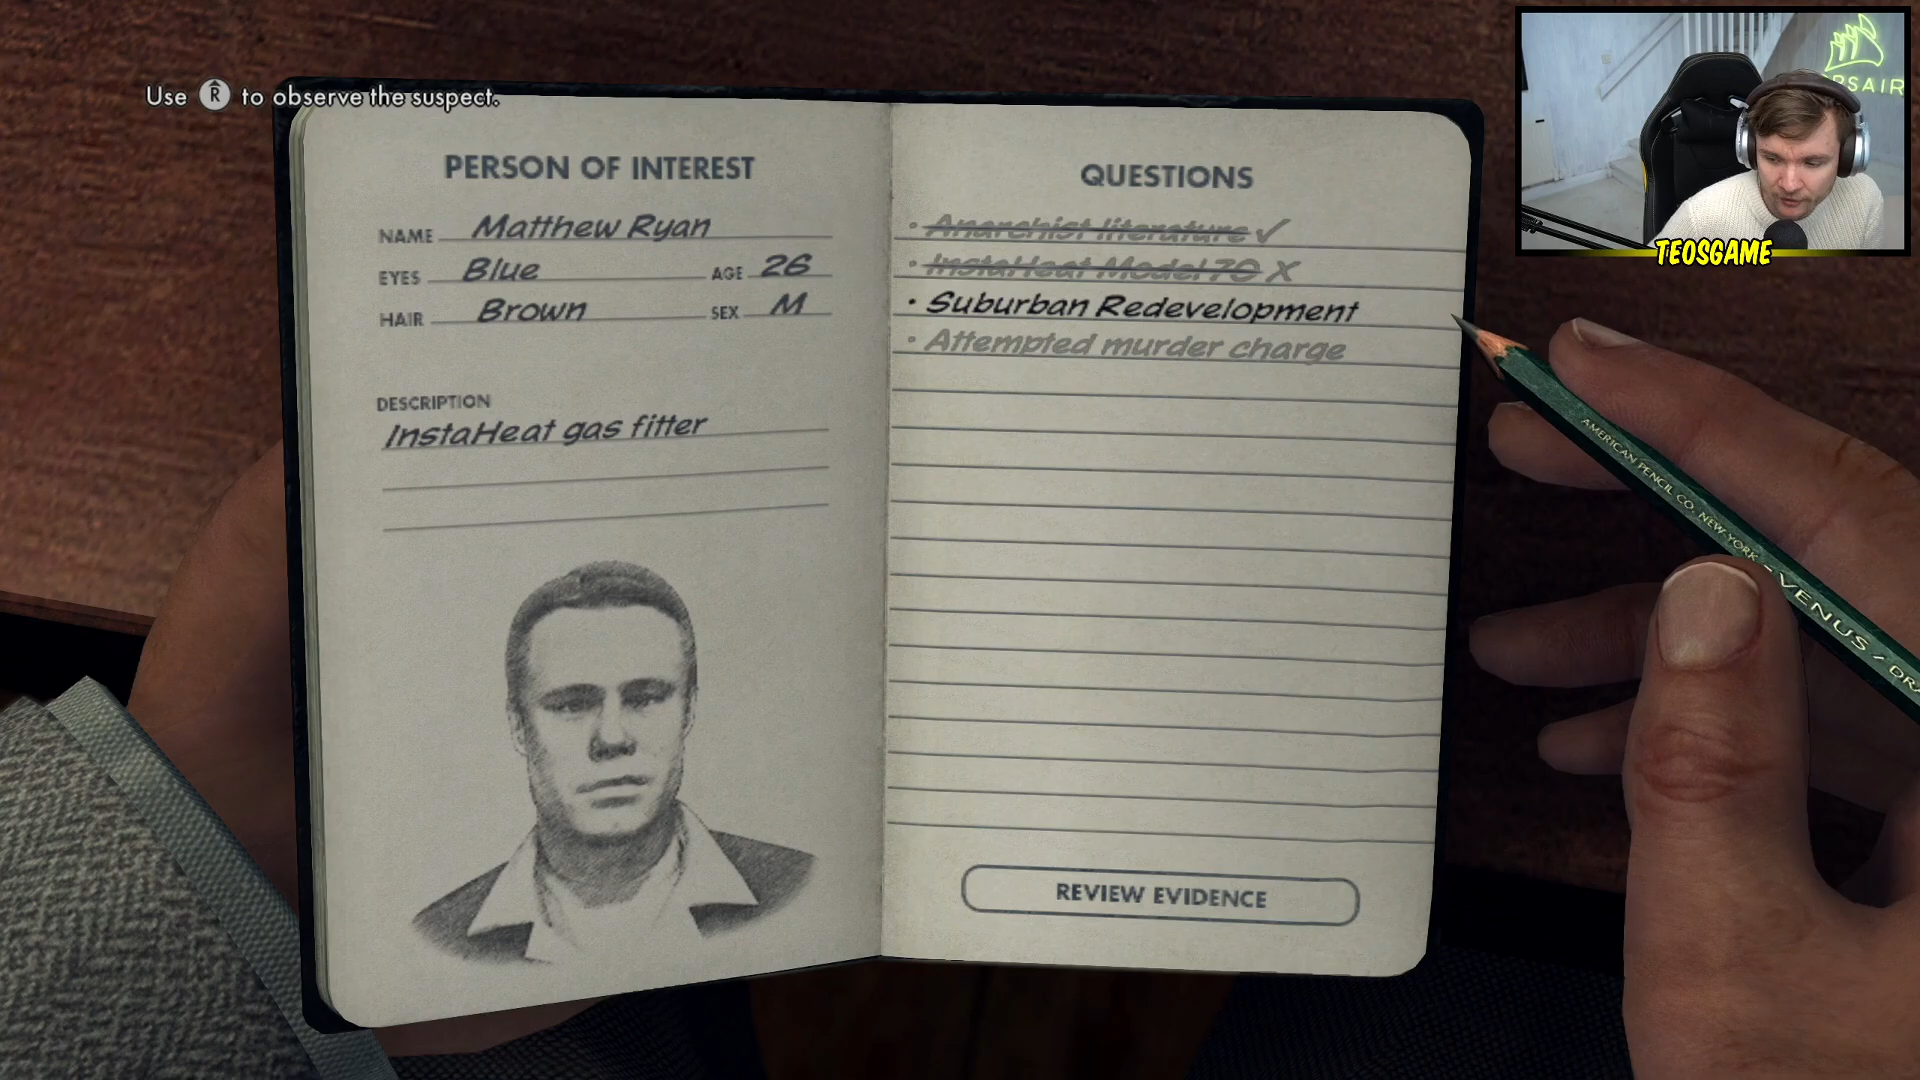 Use R to observe the suspect.
PERSON OF INTEREST
NAME Matthew Ryan
EYES Blue AGE 26
HAIR Brown SEX M
DESCRIPTION
InstaHeat gas fitter
QUESTIONS
• Anarchist literature ✓
• InstaHeat Model 70 X
• Suburban Redevelopment
• Attempted murder charge
REVIEW EVIDENCE
AMERICAN PENCIL CO. NEW-YORK - VENUS / DRA
RSAIR
TEOSGAME